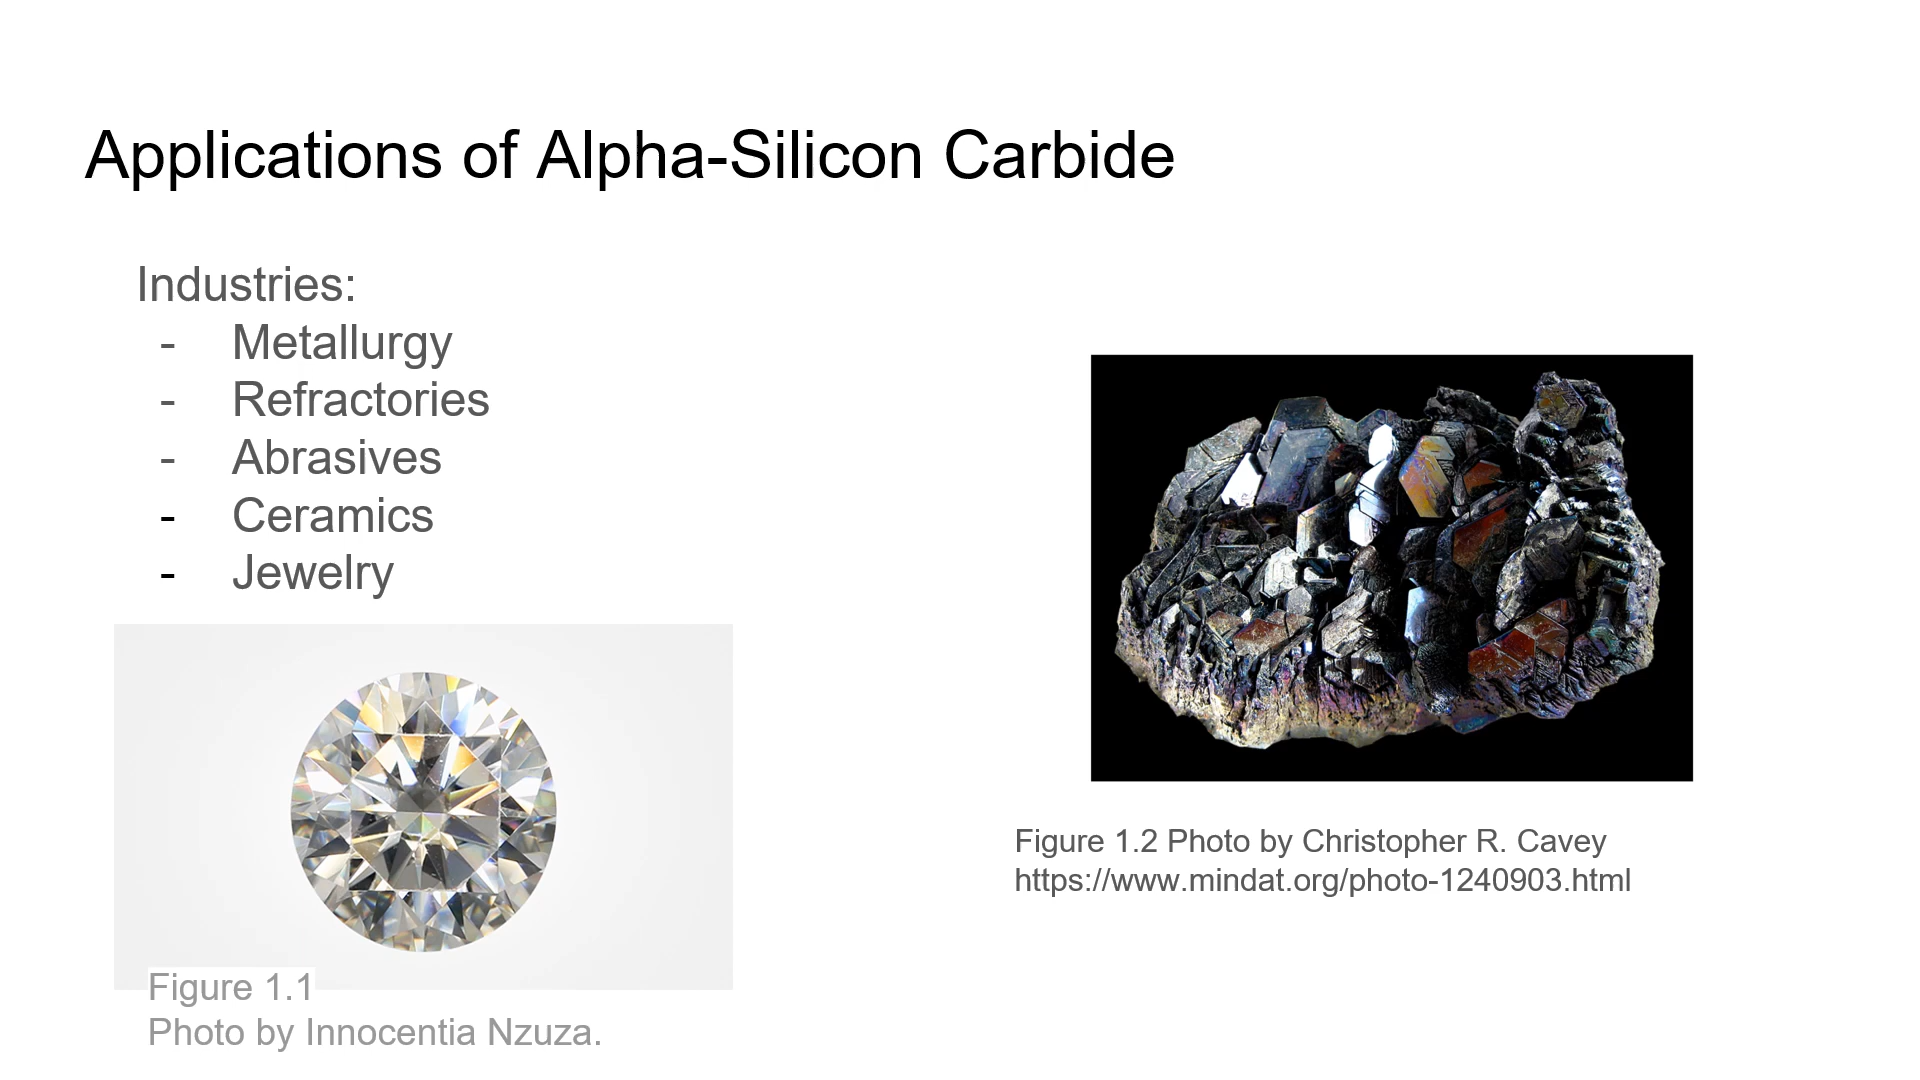 Applications of Alpha-Silicon Carbide
Industries:
- Metallurgy
- Refractories
- Abrasives
- Ceramics
- Jewelry
Figure 1.1
Photo by Innocentia Nzuza.
Figure 1.2 Photo by Christopher R. Cavey
https://www.mindat.org/photo-1240903.html